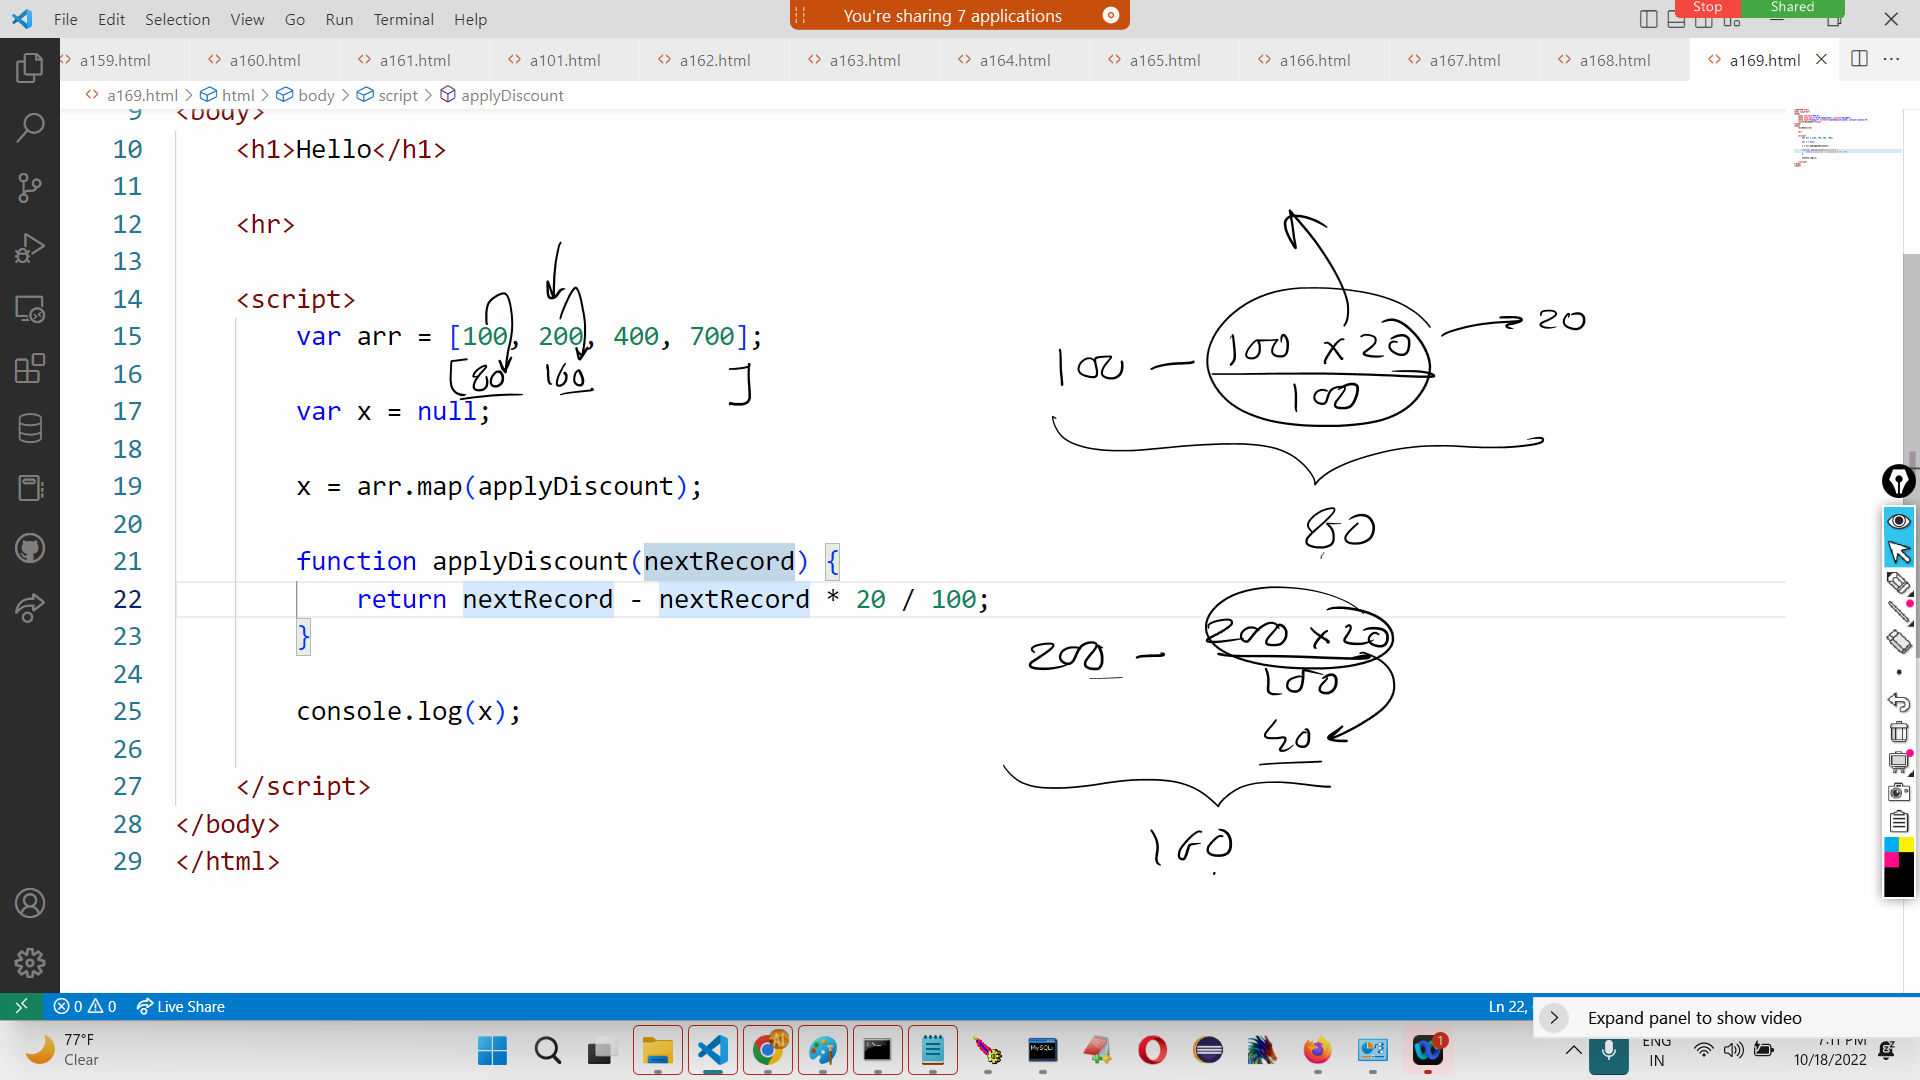 File Edit Selection View Go Run Terminal Help
You're sharing 7 applications
Stop Shared
a159.html a160.html a161.html a101.html a162.html a163.html a164.html a165.html a166.html a167.html a168.html a169.html
a169.html > html > body > script > applyDiscount
9 <body>
10 <h1>Hello</h1>
11
12 <hr>
13
14 <script>
15 var arr = [100, 200, 400, 700];
16
[80 160 ]
17 var x = null;
18
19 x = arr.map(applyDiscount);
20
21 function applyDiscount(nextRecord) {
22 return nextRecord - nextRecord * 20 / 100;
23 }
24
25 console.log(x);
26
27 </script>
28 </body>
29 </html>
100 - 100 x 20
100
20
80
200 - 200 x 20
100
40
160
0 0 Live Share
Ln 22,
Expand panel to show video
77°F
Clear
MySQL
1
ENG
IN
7:11 PM
10/18/2022